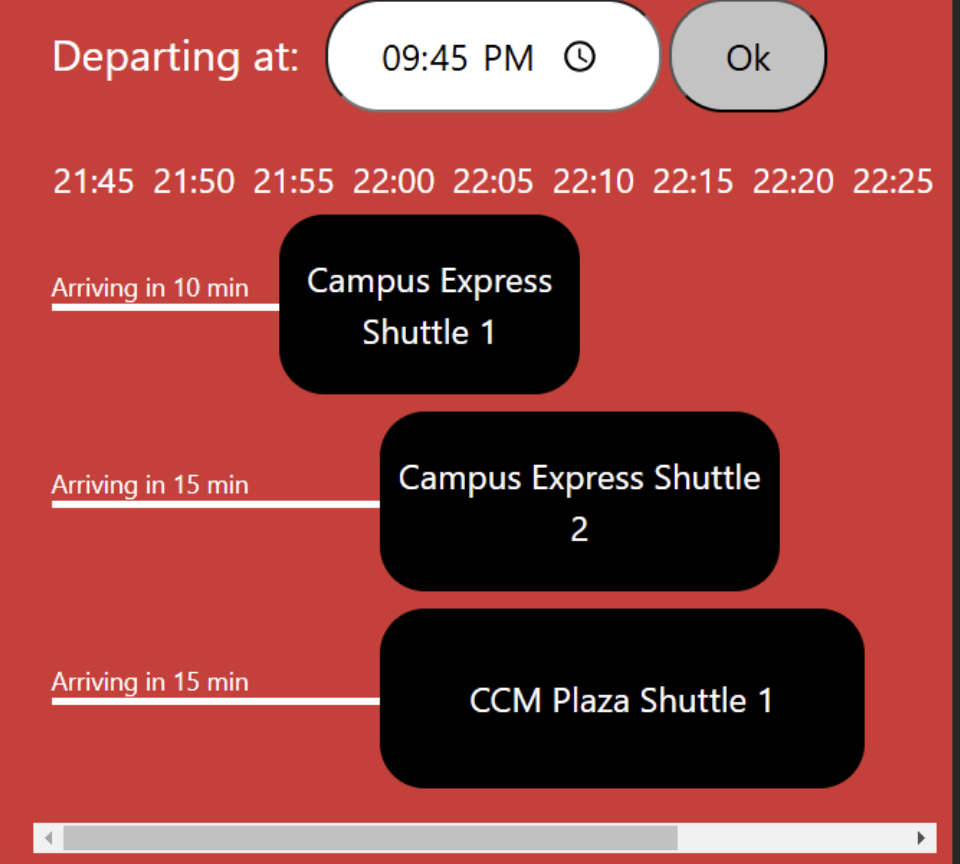 Departing at: 09:45 PM Ok
21:45 21:50 21:55 22:00 22:05 22:10 22:15 22:20 22:25
Arriving in 10 min
Campus Express
Shuttle 1
Arriving in 15 min
Campus Express Shuttle
2
Arriving in 15 min
CCM Plaza Shuttle 1